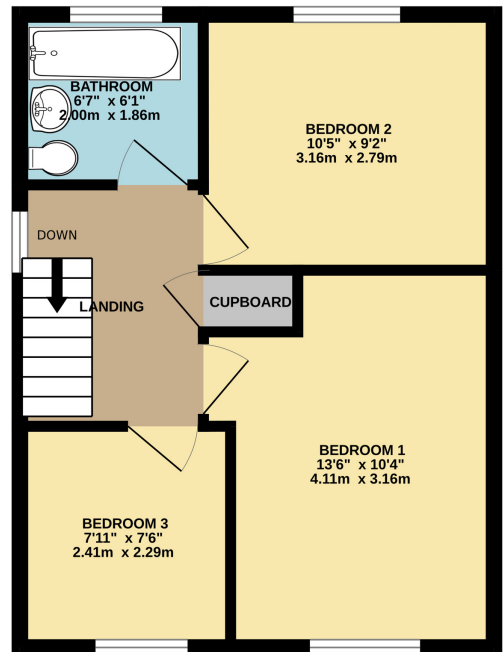 BATHROOM
6'7" x 6'1"
2.00m x 1.86m
BEDROOM 2
10'5" x 9'2"
3.16m x 2.79m
DOWN
LANDING
CUPBOARD
BEDROOM 1
13'6" x 10'4"
4.11m x 3.16m
BEDROOM 3
7'11" x 7'6"
2.41m x 2.29m